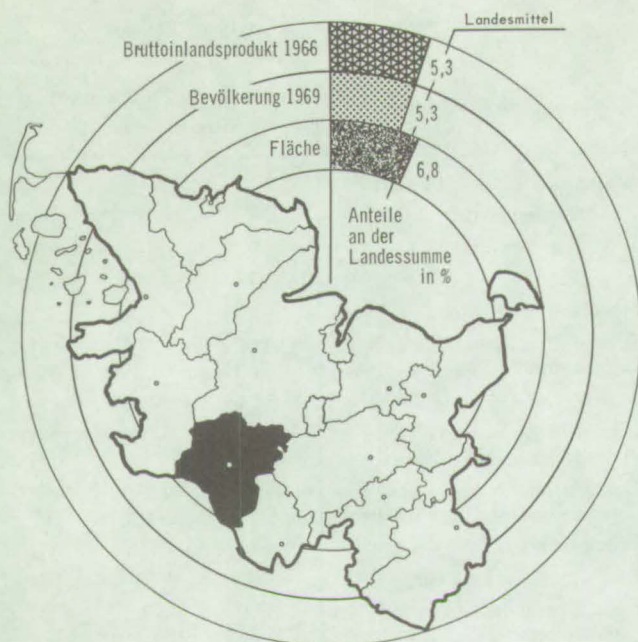 Landesmittel
Bruttoinlandsprodukt 1966
5,3
Bevölkerung 1969
5,3
Fläche
6,8
Anteile
an der
Landessumme
in %